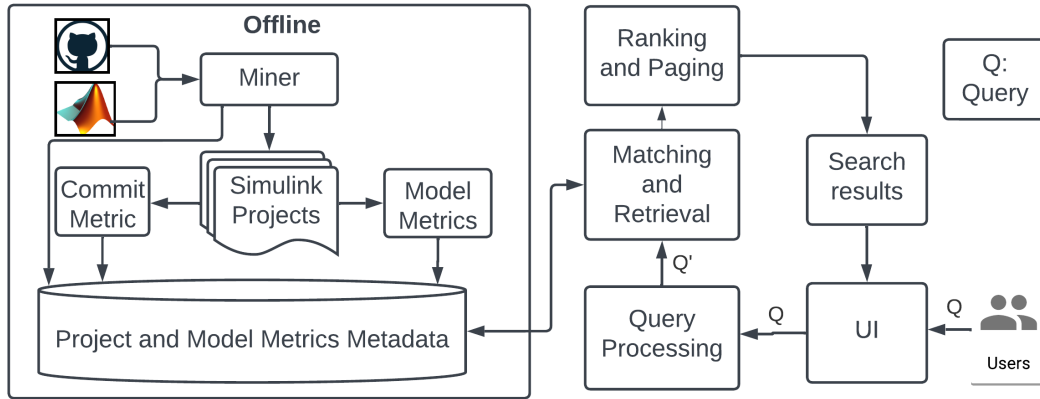 Offline
Miner
Commit
Metric
Simulink
Projects
Model
Metrics
Project and Model Metrics Metadata
Ranking
and Paging
Matching
and
Retrieval
Q'
Query
Processing
Q
Search
results
UI
Q
Users
Q:
Query